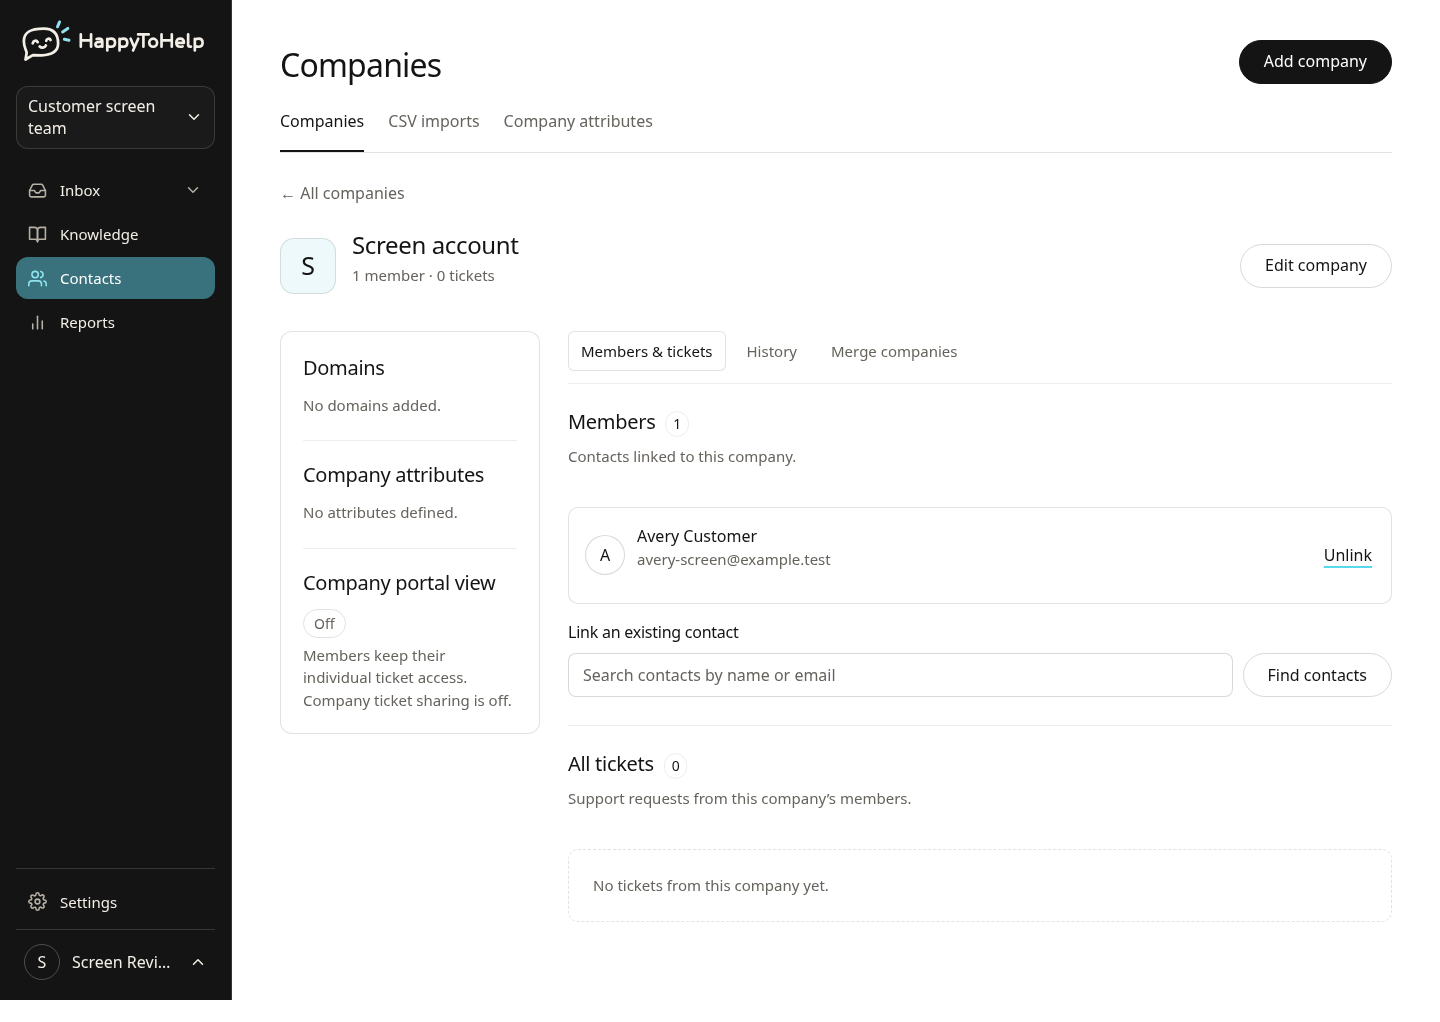 HappyToHelp
Customer screen
team
Inbox
Knowledge
Contacts
Reports
Settings
S
Screen Revi...
Companies
Add company
Companies
CSV imports
Company attributes
← All companies
S
Screen account
1 member · 0 tickets
Edit company
Domains
No domains added.
Company attributes
No attributes defined.
Company portal view
Off
Members keep their
individual ticket access.
Company ticket sharing is off.
Members & tickets
History
Merge companies
Members 1
Contacts linked to this company.
A
Avery Customer
avery-screen@example.test
Unlink
Link an existing contact
Search contacts by name or email
Find contacts
All tickets 0
Support requests from this company’s members.
No tickets from this company yet.